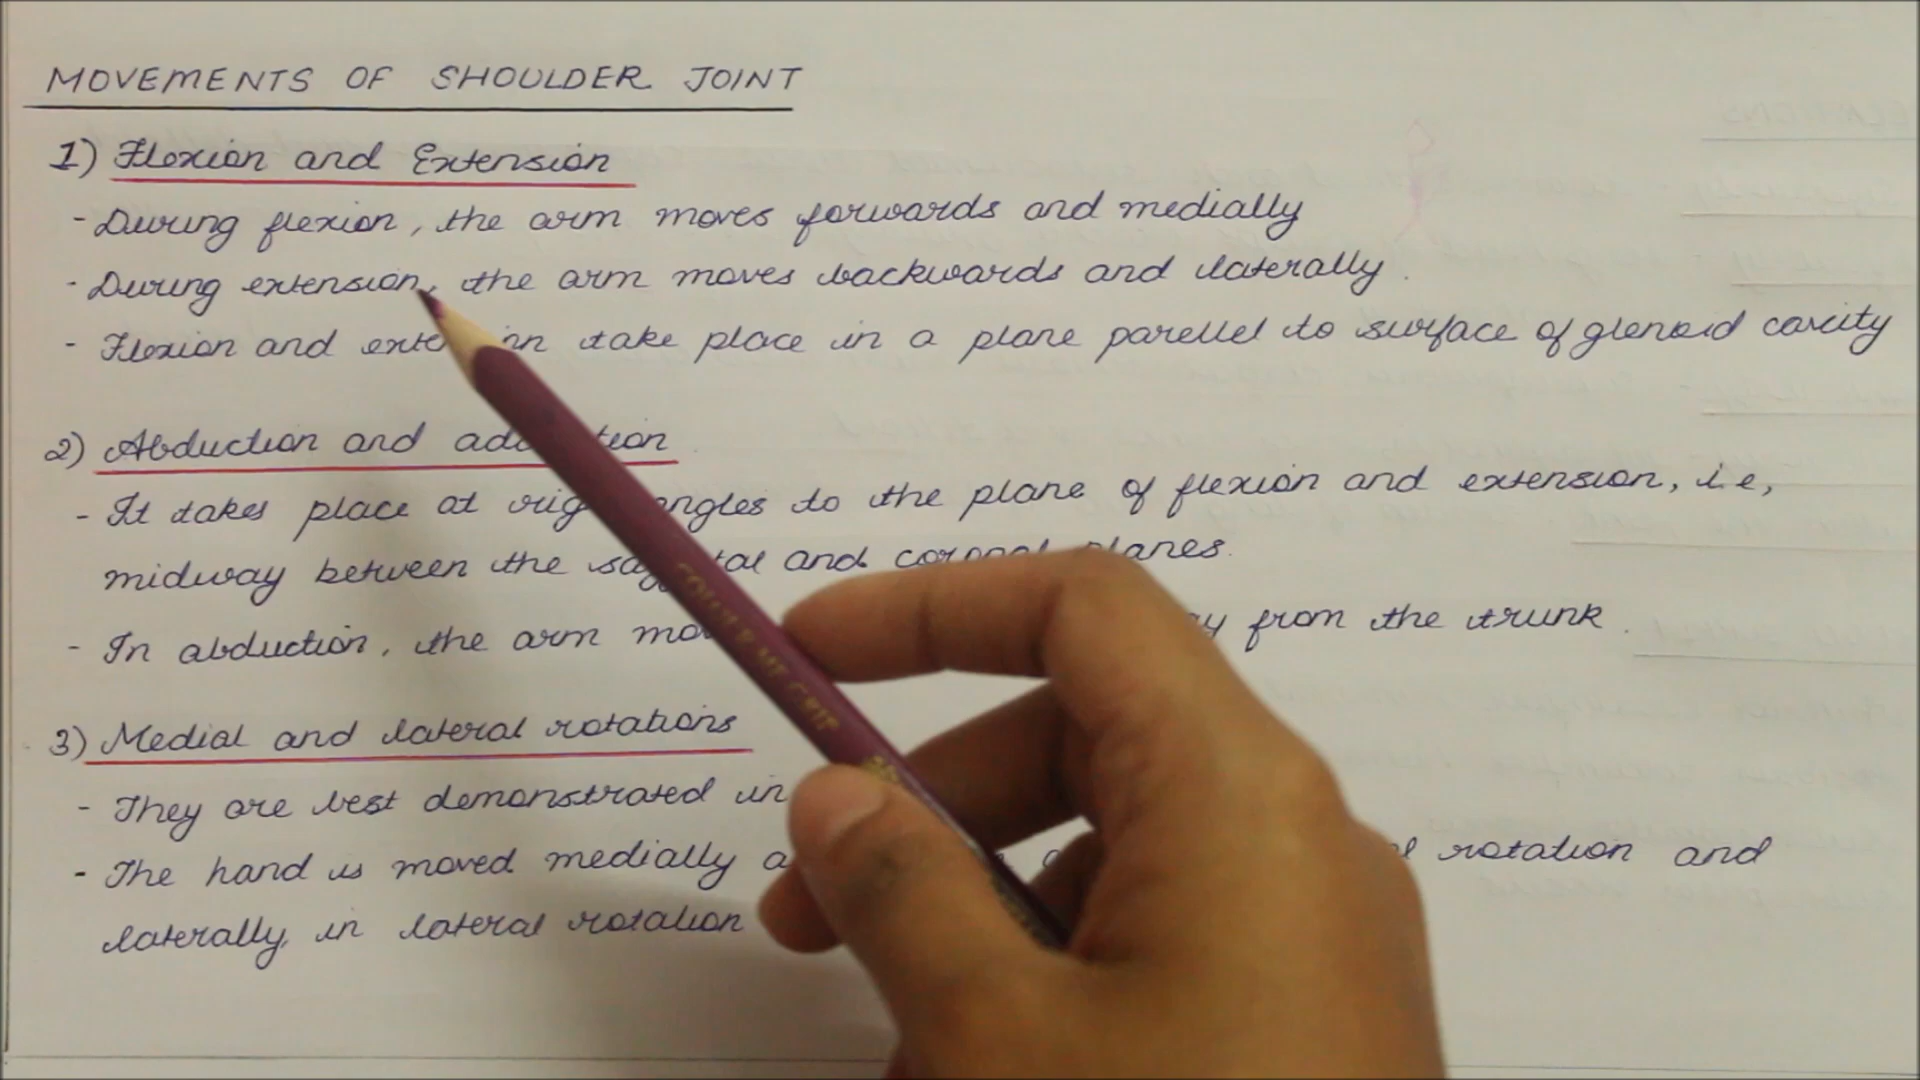 MOVEMENTS OF SHOULDER JOINT
1) Flexion and Extension
- During flexion, the arm moves forwards and medially
- During extension, the arm moves backwards and laterally.
- Flexion and take place in a plane parellel to surface of glenoid cavity
2) Abduction and
- It takes place at angles to the plane of flexion and extension, i.e,
midway between the and coronal planes.
- In abduction, the arm from the trunk.
3) Medial and lateral rotations
- They are best demonstrated in
- The hand is moved medially rotation and
laterally, in lateral rotation